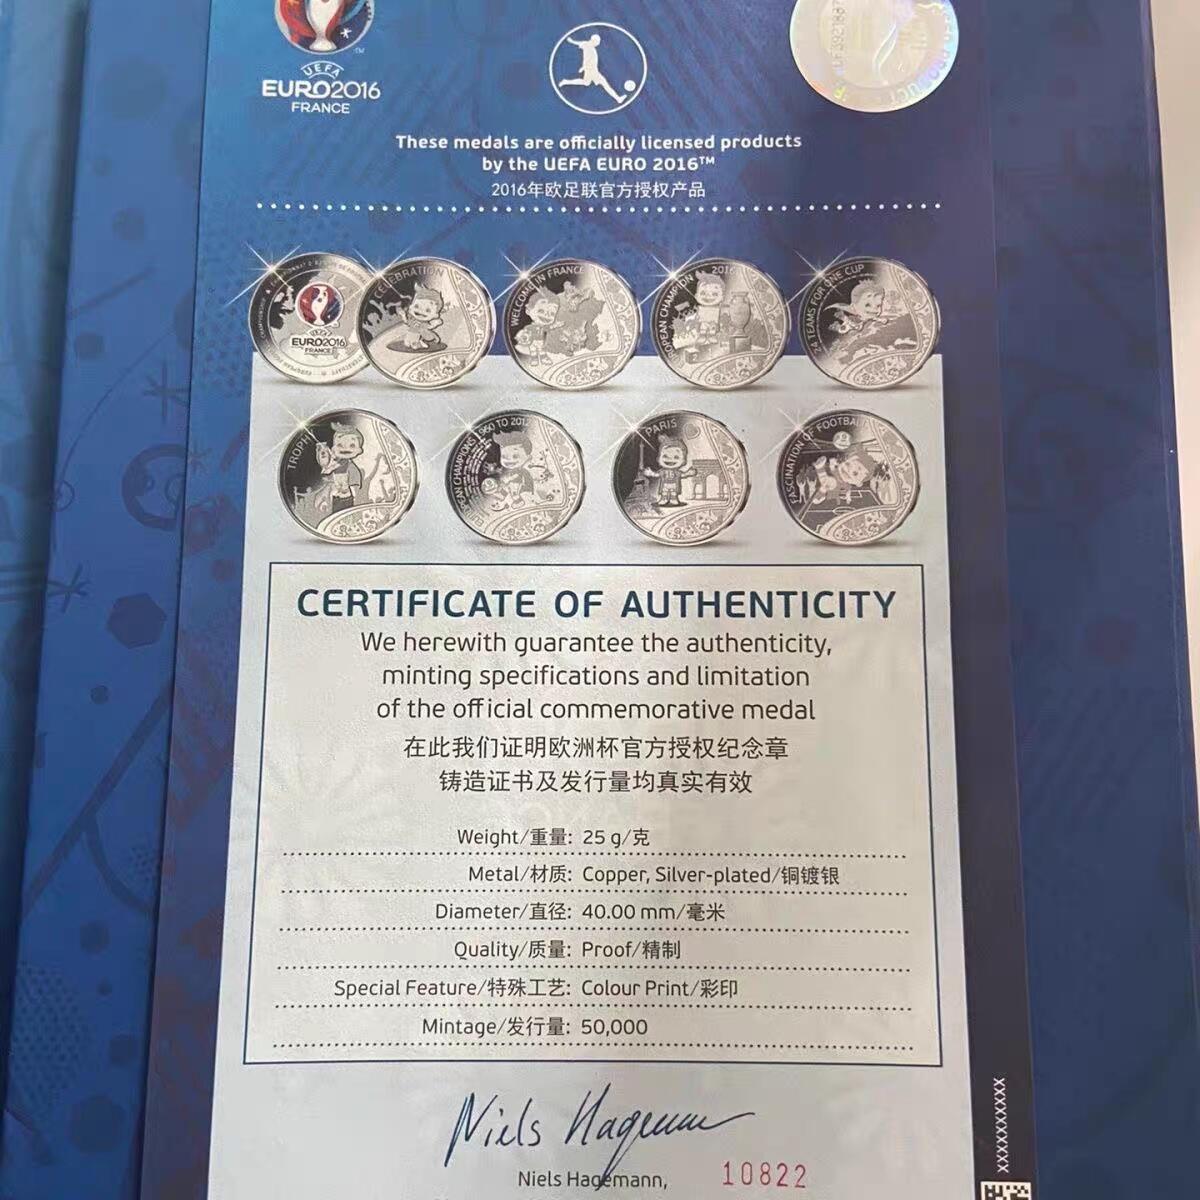 UEFA
EURO2016
FRANCE
These medals are officially licensed products
by the UEFA EURO 2016™
2016年欧足联官方授权产品
UEFA
EURO2016
FRANCE
CELEBRATION
WELCOME IN FRANCE
EUROPEAN CHAMPION 2016
24 TEAMS FOR ONE CUP
TROPHY
EUROPEAN CHAMPIONS 1960 TO 2012
PARIS
FASCINATION OF FOOTBALL
CERTIFICATE OF AUTHENTICITY
We herewith guarantee the authenticity,
minting specifications and limitation
of the official commemorative medal
在此我们证明欧洲杯官方授权纪念章
铸造证书及发行量均真实有效
Weight/重量: 25 g/克
Metal/材质: Copper, Silver-plated/铜镀银
Diameter/直径: 40.00 mm/毫米
Quality/质量: Proof/精制
Special Feature/特殊工艺: Colour Print/彩印
Mintage/发行量: 50,000
Niels Hagemann
Niels Hagemann,
10822
XXXXXXXXXX